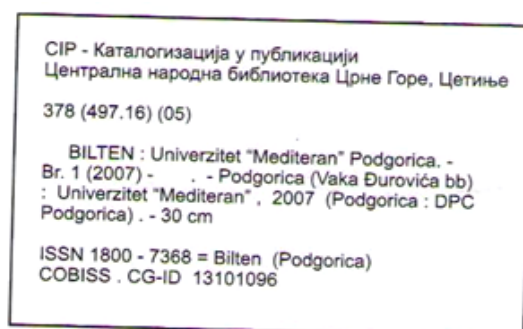 CIP - Каталогизација у публикацији
Централна народна библиотека Црне Горе, Цетиње
378 (497.16) (05)
BILTEN : Univerzitet "Mediteran" Podgorica. -
Br. 1 (2007) - . - Podgorica (Vaka Đurovića bb)
: Univerzitet "Mediteran" , 2007 (Podgorica : DPC
Podgorica) . - 30 cm
ISSN 1800 - 7368 = Bilten (Podgorica)
COBISS . CG-ID 13101096